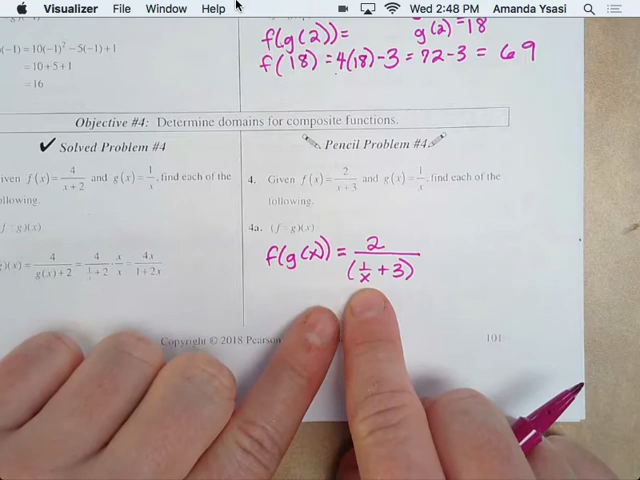 Visualizer File Window Help Wed 2:48 PM Amanda Ysasi
f(g(2))= g(2)=18
f(18)=4(18)-3=72-3=69
(-1)=10(-1)²-5(-1)+1
=10+5+1
=16
Objective #4: Determine domains for composite functions.
✔ Solved Problem #4
iven f(x)=4/(x+2) and g(x)=1/x, find each of the
ollowing.
g)(x)
g)(x)=4/(g(x)+2)=4/(1/x+2)·x/x=4x/(1+2x)
Pencil Problem #4
4. Given f(x)=2/(x+3) and g(x)=1/x, find each of the
following.
4a. (f∘g)(x)
f(g(x))=2/(1/x+3)
Copyright © 2018 Pearson
101